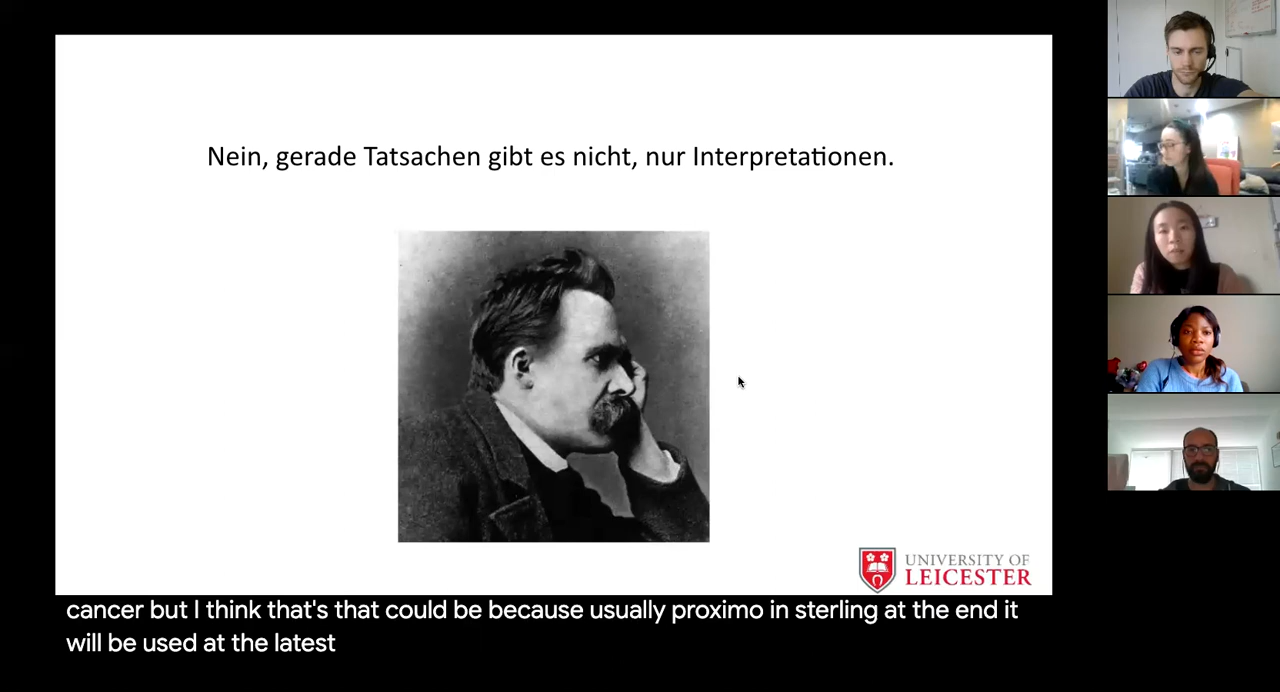 Nein, gerade Tatsachen gibt es nicht, nur Interpretationen.
UNIVERSITY OF
LEICESTER
cancer but I think that's that could be because usually proximo in sterling at the end it
will be used at the latest